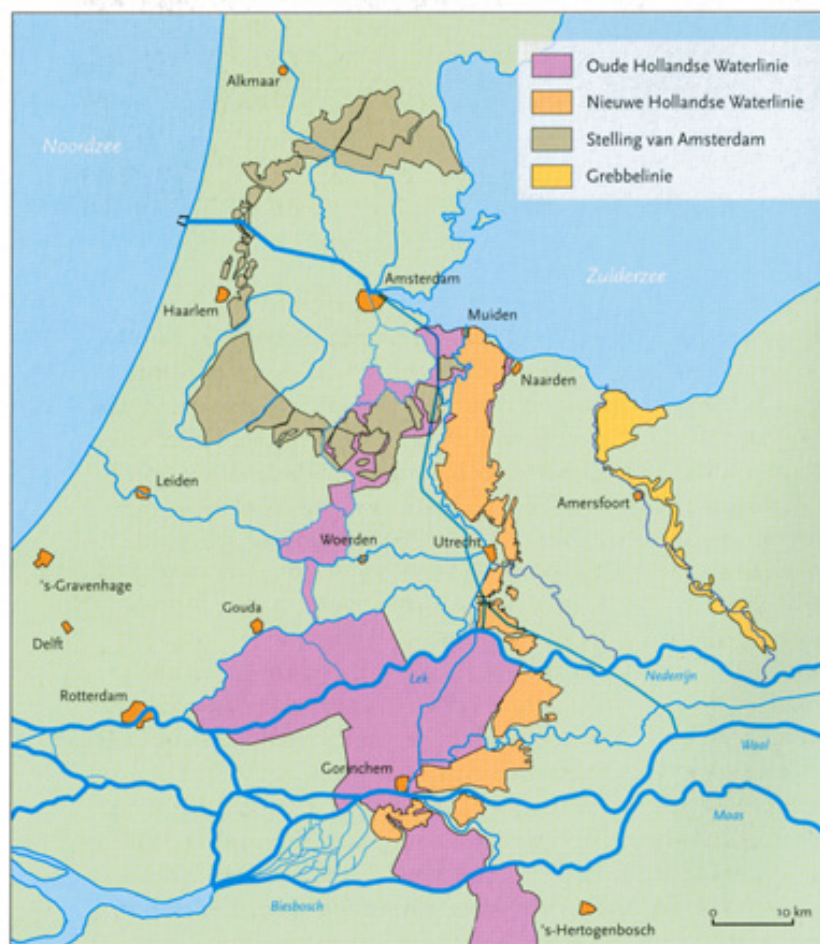 Oude Hollandse Waterlinie
Nieuwe Hollandse Waterlinie
Stelling van Amsterdam
Grebbelinie
Alkmaar
Noordzee
Zuiderzee
Amsterdam
Haarlem
Muiden
Naarden
Leiden
Amersfoort
Woerden
Utrecht
's-Gravenhage
Gouda
Delft
Lek
Nederrijn
Rotterdam
Waal
Gorinchem
Maas
Biesbosch
0 10 km
's-Hertogenbosch